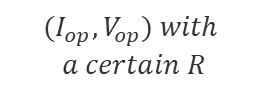 (I_op, V_op) with
a certain R